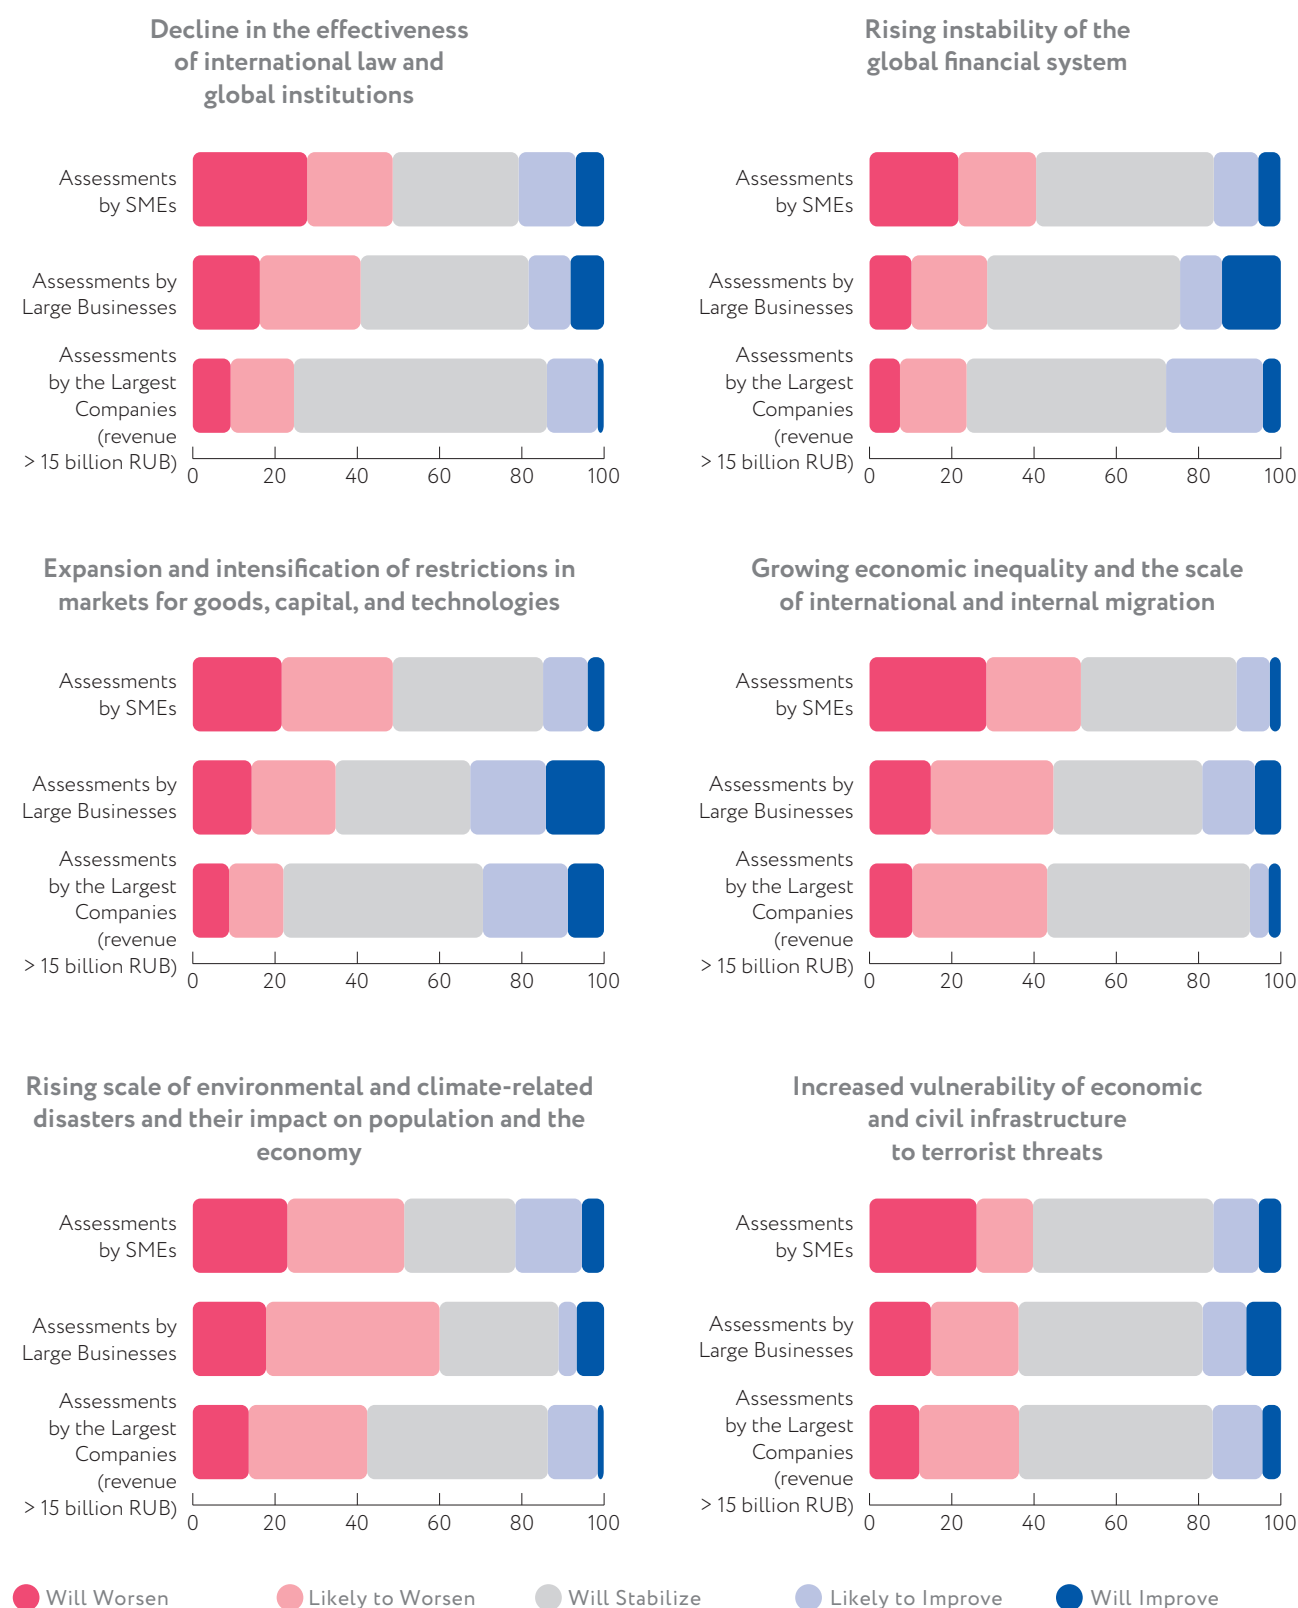 Decline in the effectiveness
of international law and
global institutions
Assessments
by SMEs
Assessments by
Large Businesses
Assessments
by the Largest
Companies
(revenue
> 15 billion RUB)
0 20 40 60 80 100
Rising instability of the
global financial system
Assessments
by SMEs
Assessments by
Large Businesses
Assessments
by the Largest
Companies
(revenue
> 15 billion RUB)
0 20 40 60 80 100
Expansion and intensification of restrictions in
markets for goods, capital, and technologies
Assessments
by SMEs
Assessments by
Large Businesses
Assessments
by the Largest
Companies
(revenue
> 15 billion RUB)
0 20 40 60 80 100
Growing economic inequality and the scale
of international and internal migration
Assessments
by SMEs
Assessments by
Large Businesses
Assessments
by the Largest
Companies
(revenue
> 15 billion RUB)
0 20 40 60 80 100
Rising scale of environmental and climate-related
disasters and their impact on population and the
economy
Assessments
by SMEs
Assessments by
Large Businesses
Assessments
by the Largest
Companies
(revenue
> 15 billion RUB)
0 20 40 60 80 100
Increased vulnerability of economic
and civil infrastructure
to terrorist threats
Assessments
by SMEs
Assessments by
Large Businesses
Assessments
by the Largest
Companies
(revenue
> 15 billion RUB)
0 20 40 60 80 100
Will Worsen Likely to Worsen Will Stabilize Likely to Improve Will Improve